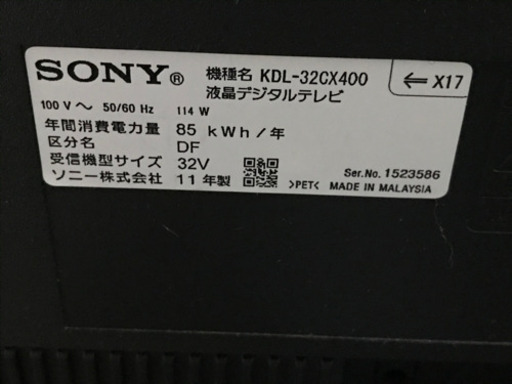 SONY® 機種名 KDL-32CX400
液晶デジタルテレビ
⇐ X17
100 V ～ 50/60 Hz 114 W
年間消費電力量 85 kWh/年
区分名 DF
受信機型サイズ 32V
ソニー株式会社 11年製
Ser.No. 1523586
>PET< MADE IN MALAYSIA